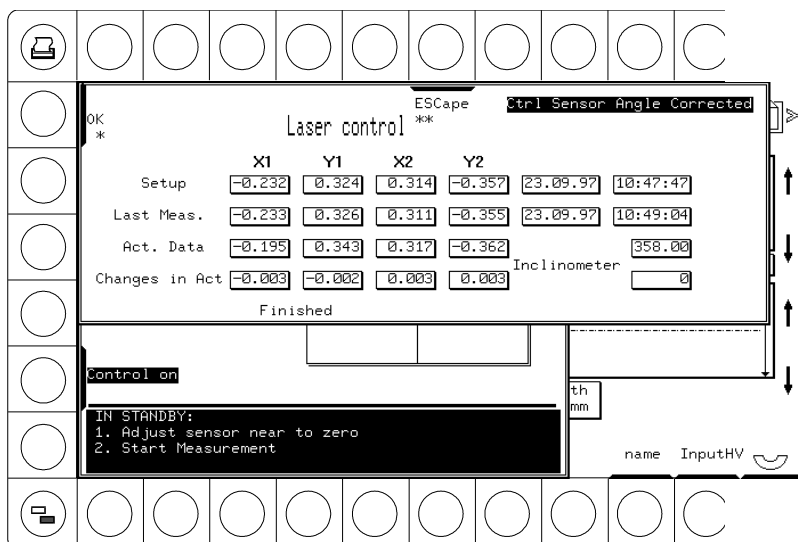 OK
*
Laser control
ESCape
**
Ctrl Sensor Angle Corrected
X1 Y1 X2 Y2
Setup -0.232 0.324 0.314 -0.357 23.09.97 10:47:47
Last Meas. -0.233 0.326 0.311 -0.355 23.09.97 10:49:04
Act. Data -0.195 0.343 0.317 -0.362 358.00
Inclinometer
Changes in Act -0.003 -0.002 0.003 0.003 0
Finished
Control on
th
mm
IN STANDBY:
1. Adjust sensor near to zero
2. Start Measurement
name InputHV